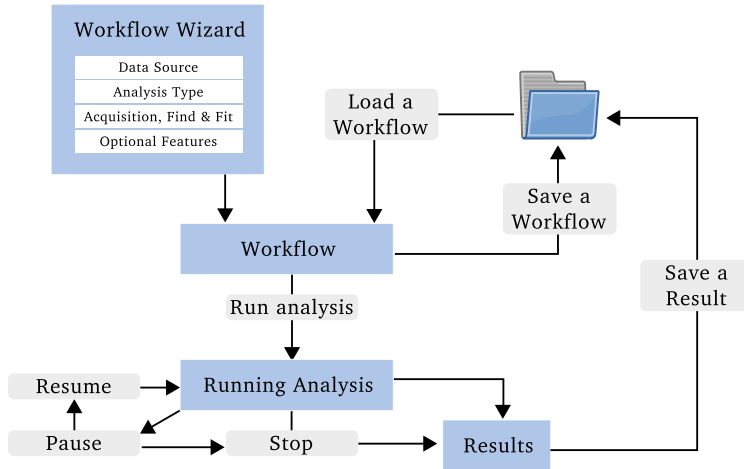 Workflow Wizard
Data Source
Analysis Type
Acquisition, Find & Fit
Optional Features
Load a
Workflow
Save a
Workflow
Workflow
Save a
Result
Run analysis
Running Analysis
Resume
Pause
Stop
Results